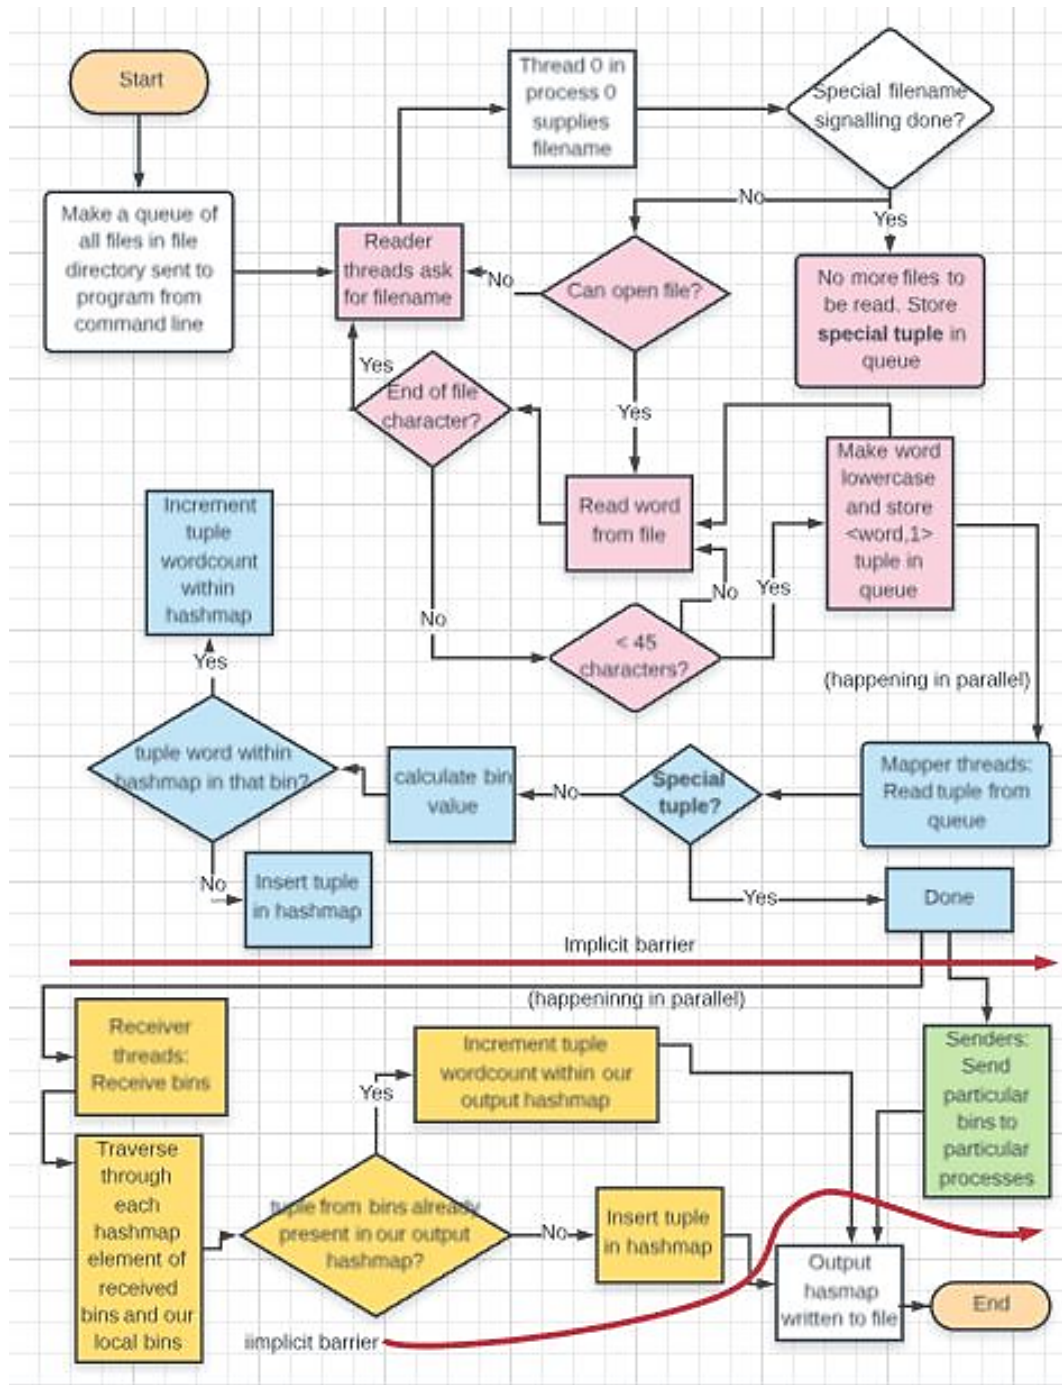 Start
Thread 0 in
process 0
supplies
filename
Special filename
signalling done?
No
Yes
Make a queue of
all files in file
directory sent to
program from
command line
Reader
threads ask
for filename
No
Can open file?
No more files to
be read. Store
special tuple in
queue
Yes
End of file
character?
Yes
Make word
lowercase
and store
<word,1>
tuple in
queue
Read word
from file
Increment
tuple
wordcount
within
hashmap
No
Yes
No
< 45
characters?
Yes
(happening in parallel)
tuple word within
hashmap in that bin?
calculate bin
value
No
Special
tuple?
Mapper threads:
Read tuple from
queue
No
Insert tuple
in hashmap
Yes
Done
Implicit barrier
(happeninng in parallel)
Receiver
threads:
Receive bins
Increment tuple
wordcount within our
output hashmap
Yes
Senders:
Send
particular
bins to
particular
processes
Traverse
through
each
hashmap
element of
received
bins and our
local bins
tuple from bins already
present in our output
hashmap?
No
Insert tuple
in hashmap
Output
hasmap
written to file
End
iimplicit barrier